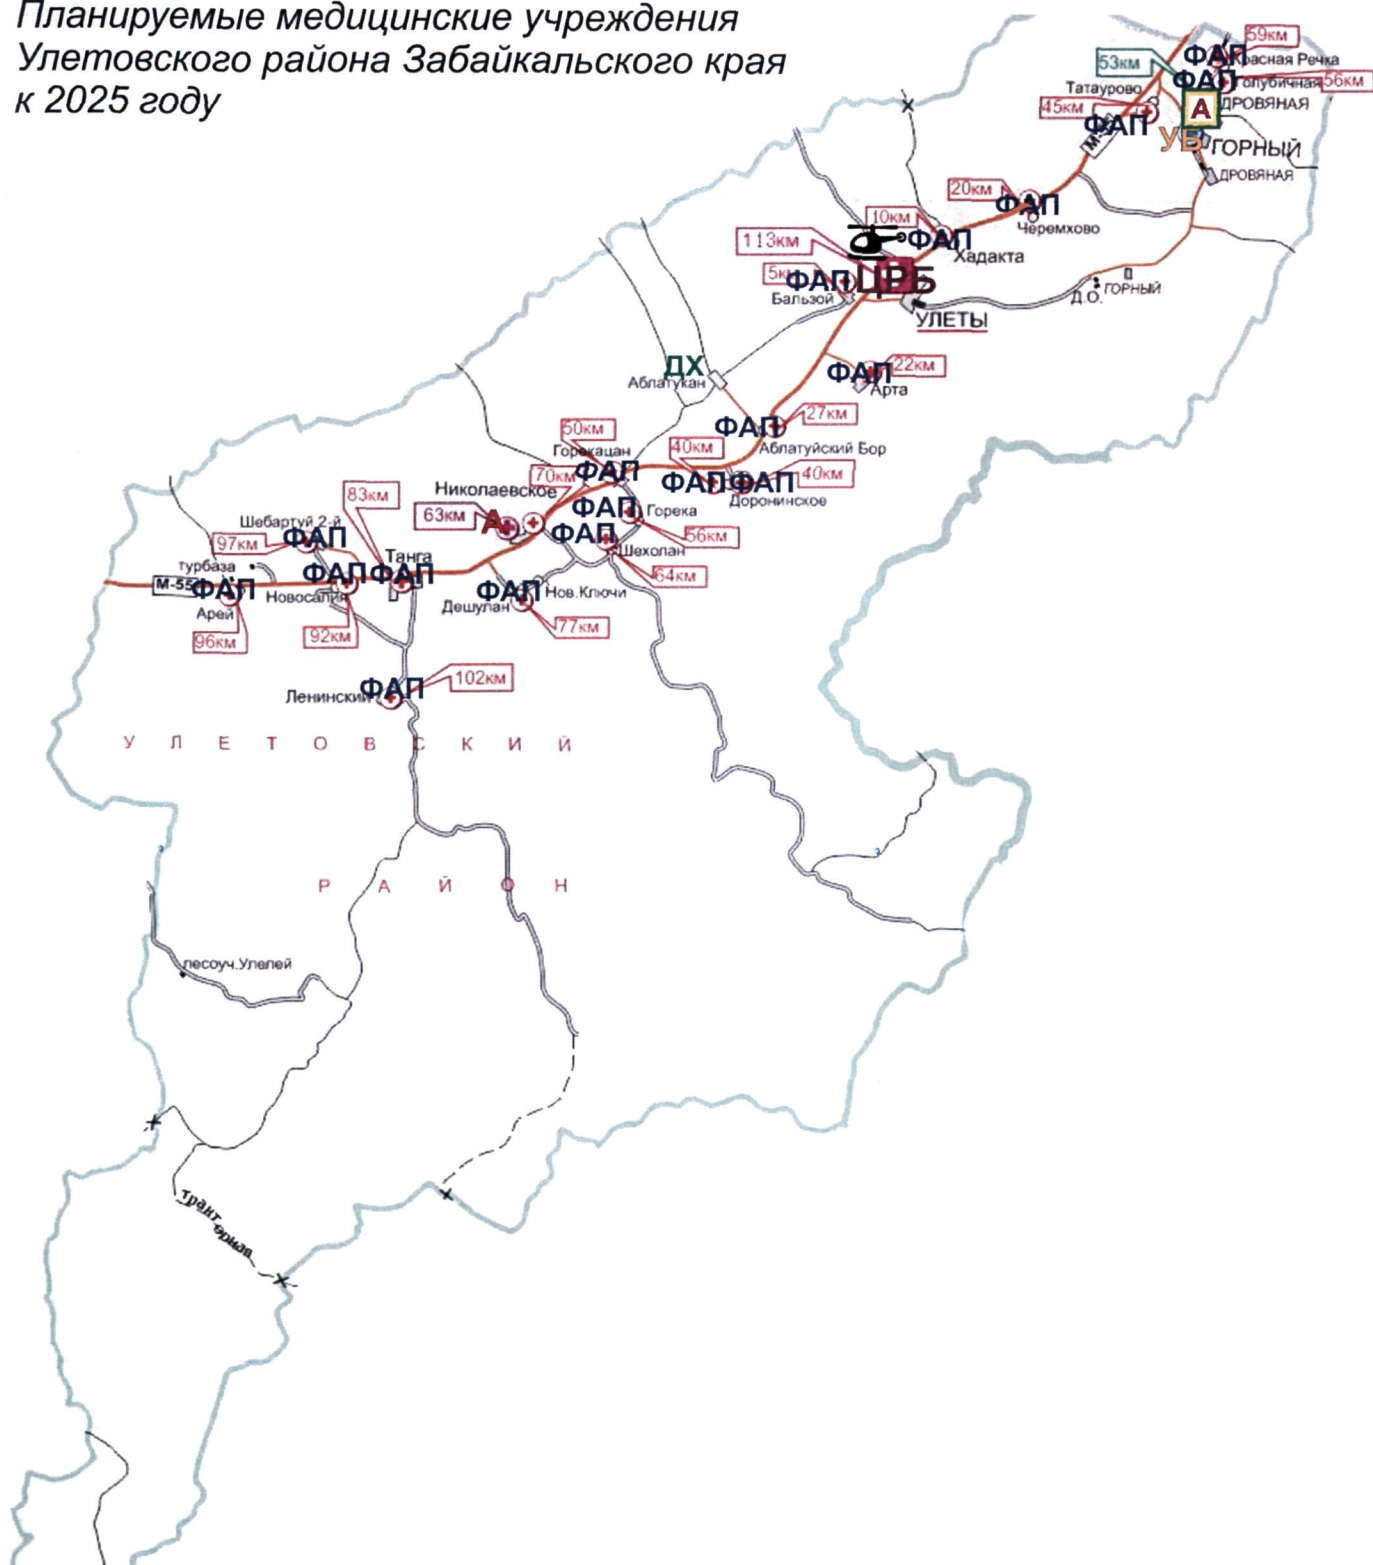 Планируемые медицинские учреждения
Улетовского района Забайкальского края
к 2025 году
59км
ФАП
Красная Речка
53км
ФАП
Голубичная
56км
Татаурово
А
ДРОВЯНАЯ
45км
ФАП
УБ
ГОРНЫЙ
ДРОВЯНАЯ
20км
ФАП
Черемхово
10км
ФАП
Хадакта
113км
5км
ФАП
ЦРБ
Бальзой
Д.О. ГОРНЫЙ
УЛЕТЫ
ДХ
Аблатукан
ФАП
22км
Арта
27км
ФАП
Аблатуйский Бор
50км
Горекацан
ФАП
40км
ФАП
ФАП
40км
Доронинское
70км
Николаевское
63км
А
ФАП
Горека
56км
ФАП
Шехолан
64км
83км
Шебартуй 2-й
97км
ФАП
Танга
турбаза
М-55
ФАП
ФАП
ФАП
Новосалия
Арей
96км
92км
ФАП
Нов.Ключи
Дешулан
77км
ФАП
102км
Ленинский
УЛЕТОВСКИЙ
РАЙОН
лесоуч.Улелей